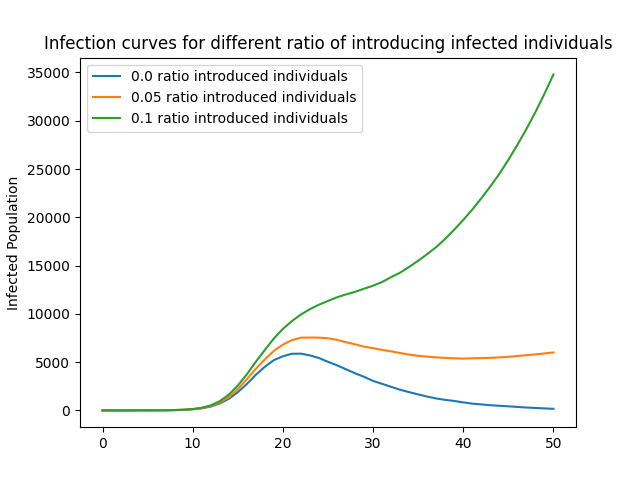 Infection curves for different ratio of introducing infected individuals
0.0 ratio introduced individuals
0.05 ratio introduced individuals
0.1 ratio introduced individuals
Infected Population
35000
30000
25000
20000
15000
10000
5000
0
0 10 20 30 40 50